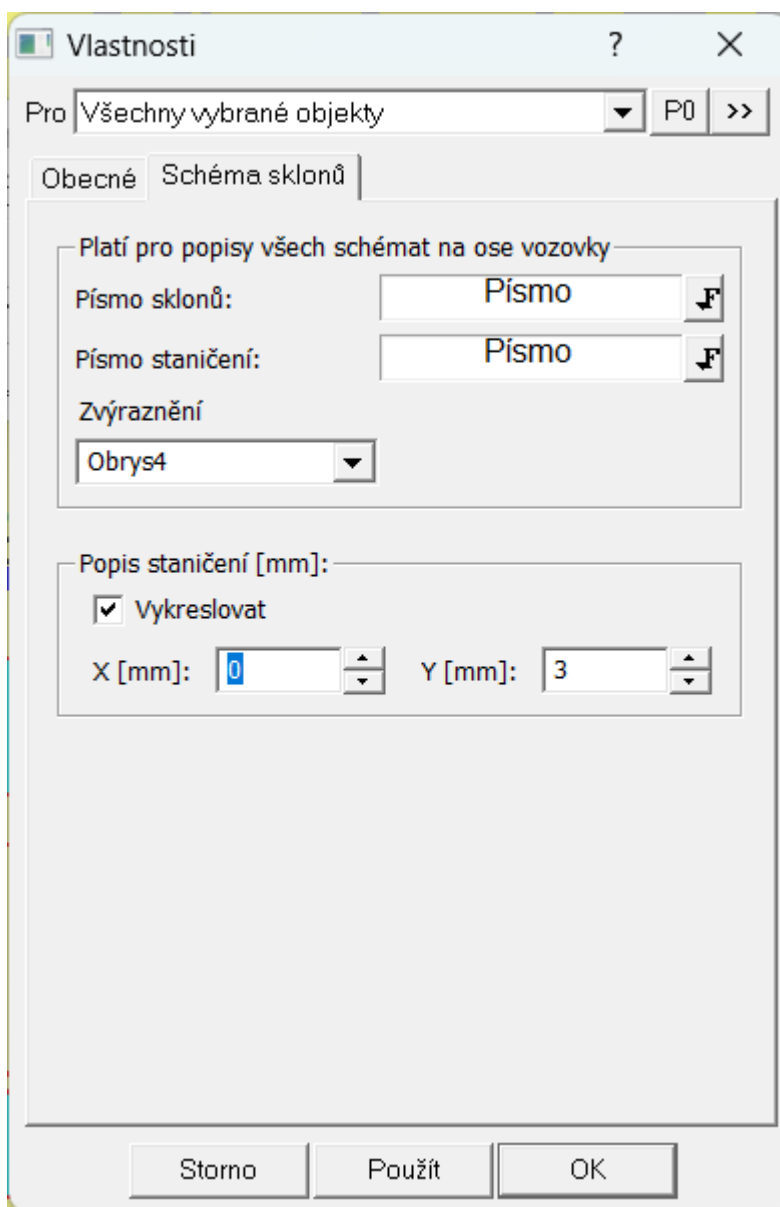 Vlastnosti ?
Pro Všechny vybrané objekty P0 >>
Obecné Schéma sklonů
Platí pro popisy všech schémat na ose vozovky
Písmo sklonů: Písmo F
Písmo staničení: Písmo F
Zvýraznění
Obrys4
Popis staničení [mm]:
Vykreslovat
X [mm]: 0 Y [mm]: 3
Storno Použít OK